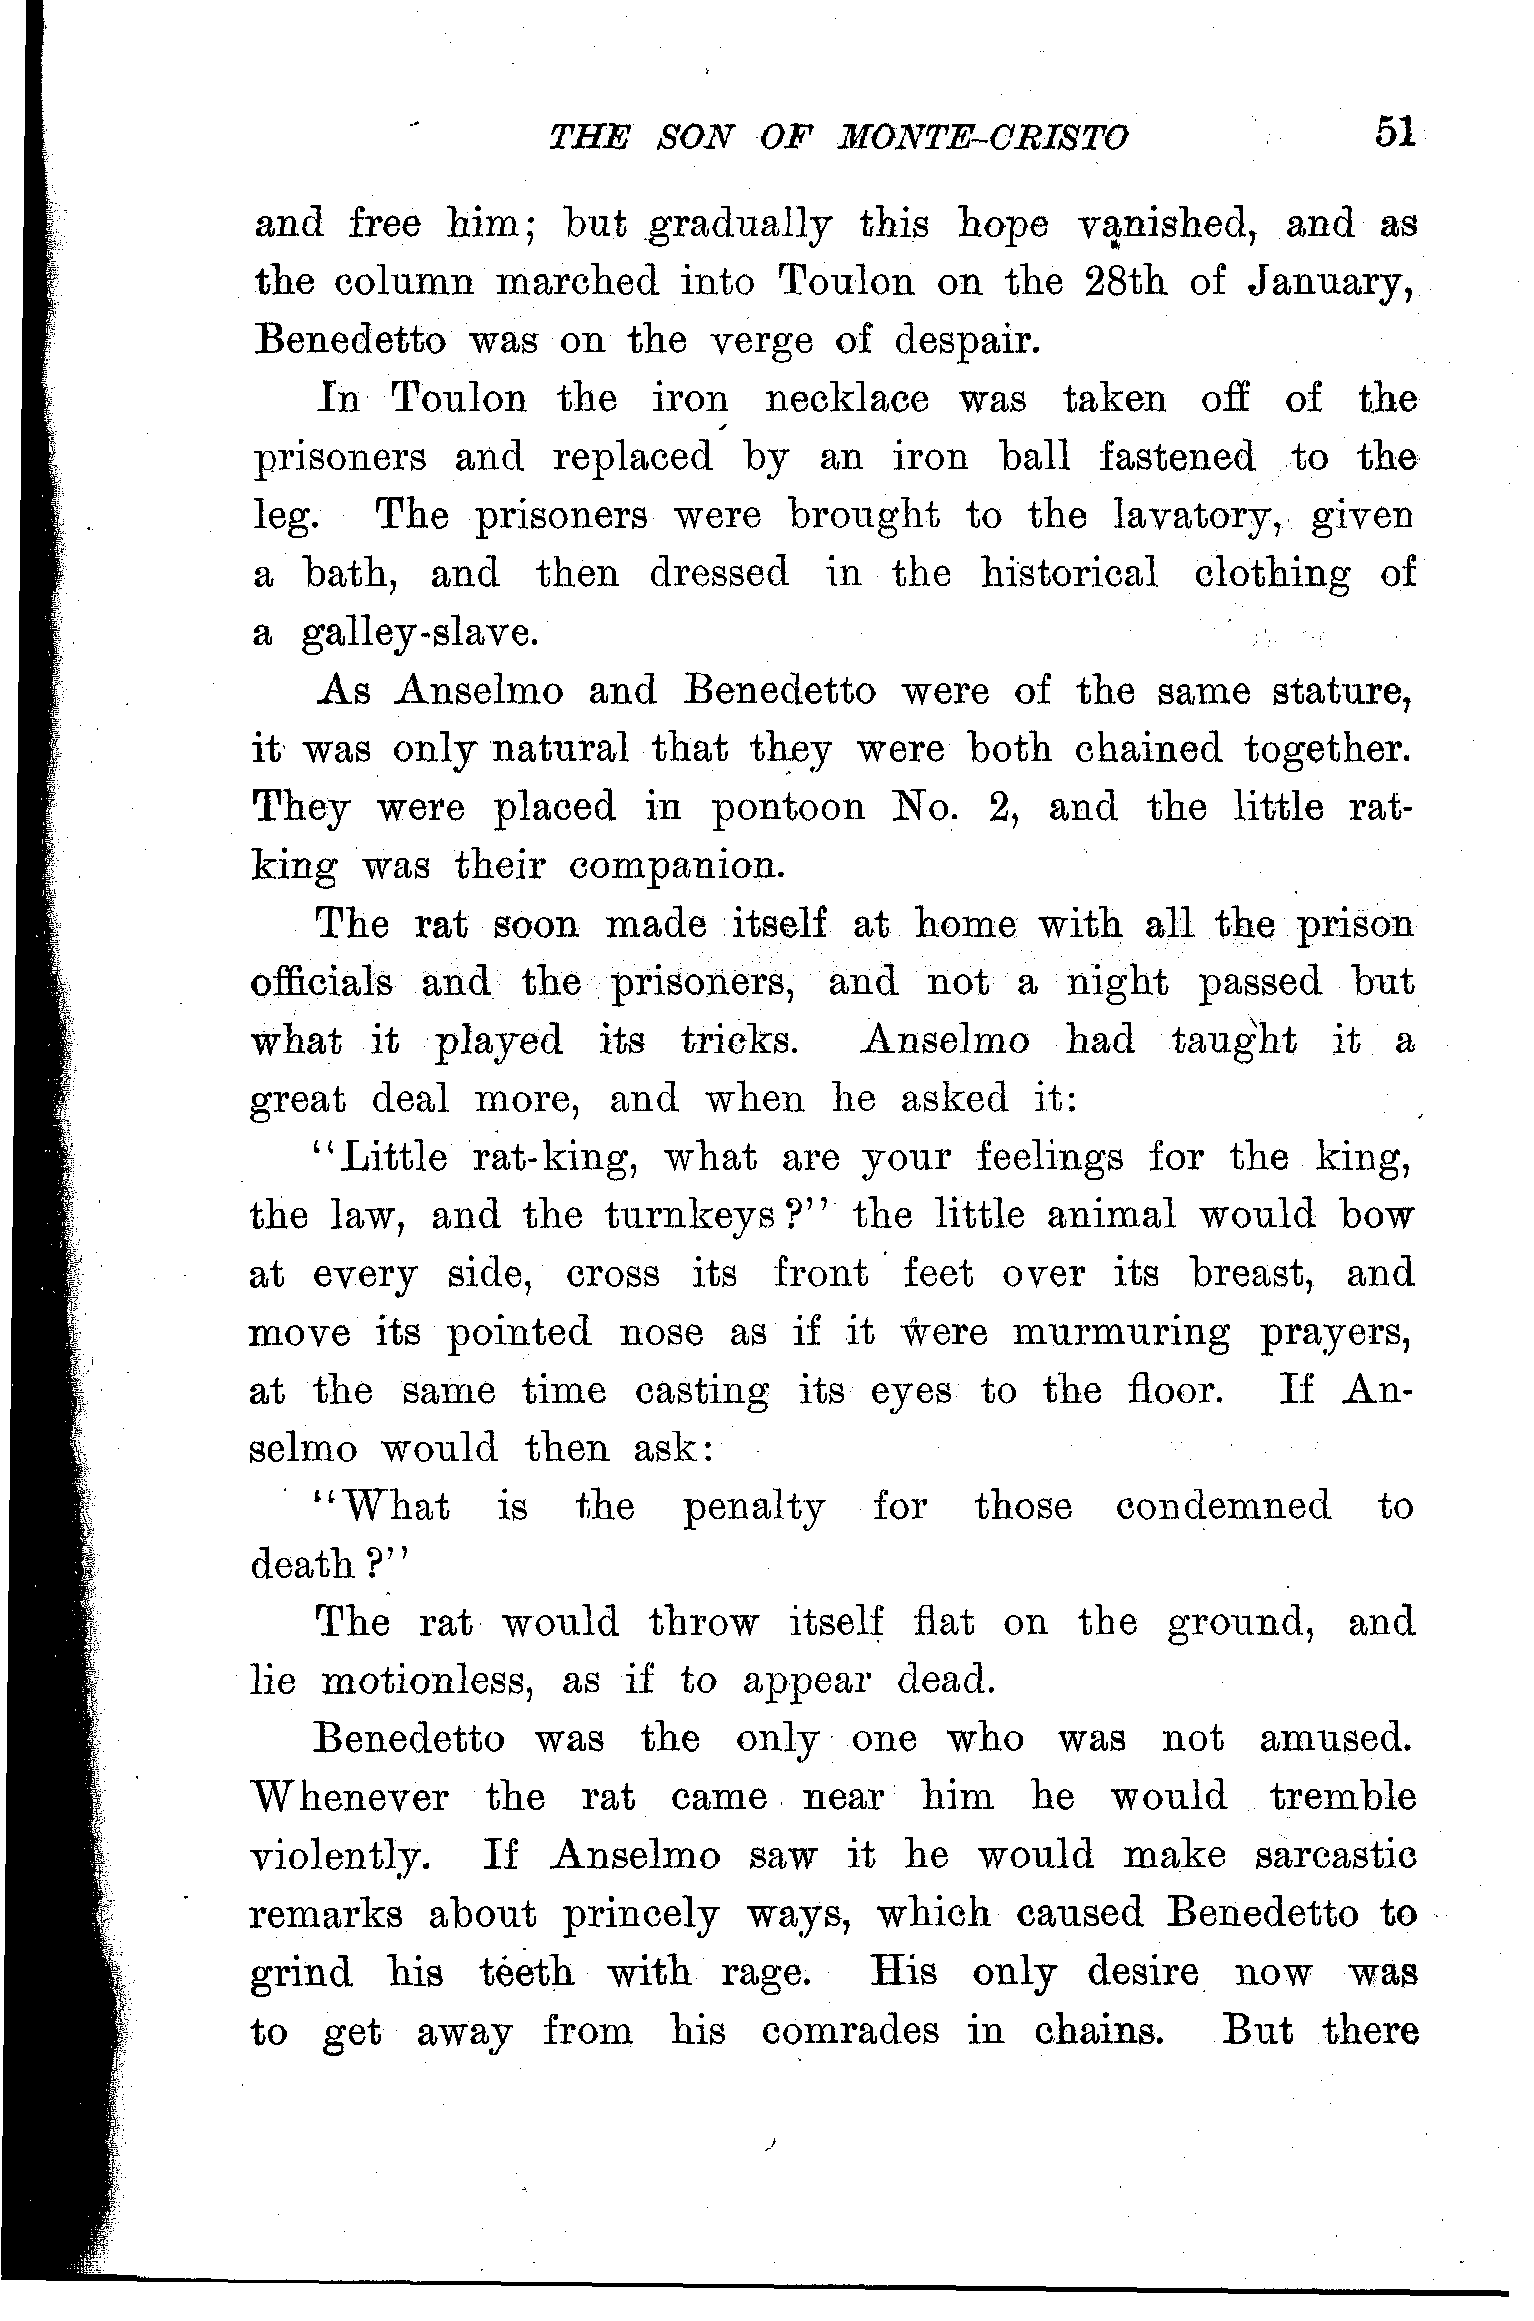 THE SON OF MONTE-CRISTO 51
and free him; but gradually this hope vanished, and as
the column marched into Toulon on the 28th of January,
Benedetto was on the verge of despair.
In Toulon the iron necklace was taken off of the
prisoners and replaced by an iron ball fastened to the
leg. The prisoners were brought to the lavatory, given
a bath, and then dressed in the historical clothing of
a galley-slave.
As Anselmo and Benedetto were of the same stature,
it was only natural that they were both chained together.
They were placed in pontoon No. 2, and the little rat-
king was their companion.
The rat soon made itself at home with all the prison
officials and the prisoners, and not a night passed but
what it played its tricks. Anselmo had taught it a
great deal more, and when he asked it:
"Little rat-king, what are your feelings for the king,
the law, and the turnkeys?" the little animal would bow
at every side, cross its front feet over its breast, and
move its pointed nose as if it were murmuring prayers,
at the same time casting its eyes to the floor. If An-
selmo would then ask:
"What is the penalty for those condemned to
death?"
The rat would throw itself flat on the ground, and
lie motionless, as if to appear dead.
Benedetto was the only one who was not amused.
Whenever the rat came near him he would tremble
violently. If Anselmo saw it he would make sarcastic
remarks about princely ways, which caused Benedetto to
grind his teeth with rage. His only desire now was
to get away from his comrades in chains. But there